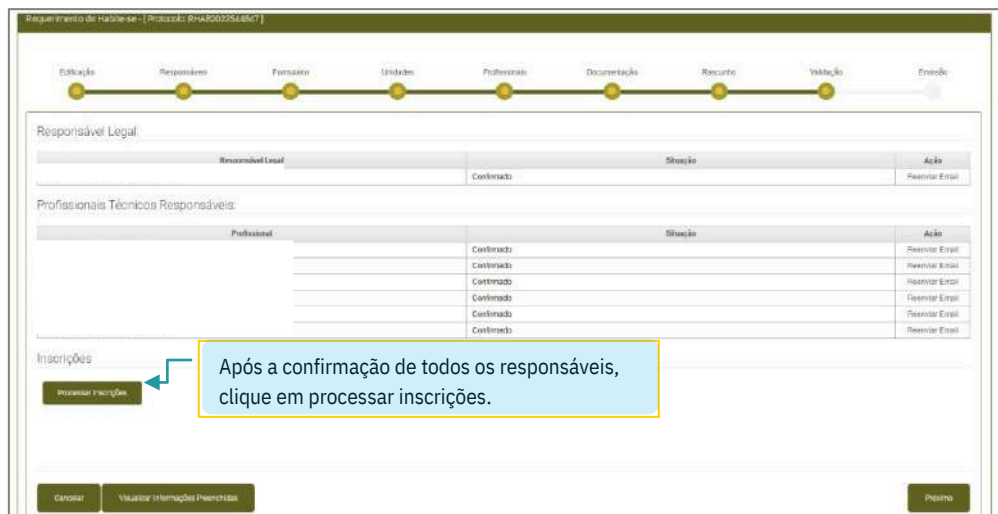 Requerimento de Habite-se - [ Protocolo: ]
Edificação Responsáveis Formulário Unidades Profissionais Documentação Rascunho Validação Emissão
Responsável Legal:
Responsável Legal Situação Ação
Confirmado Reenviar Email
Profissionais Técnicos Responsáveis:
Profissional Situação Ação
Confirmado Reenviar Email
Confirmado Reenviar Email
Confirmado Reenviar Email
Confirmado Reenviar Email
Confirmado Reenviar Email
Confirmado Reenviar Email
Inscrições
Após a confirmação de todos os responsáveis,
clique em processar inscrições.
Processar Inscrições
Cancelar Visualizar Informações Preenchidas Próximo